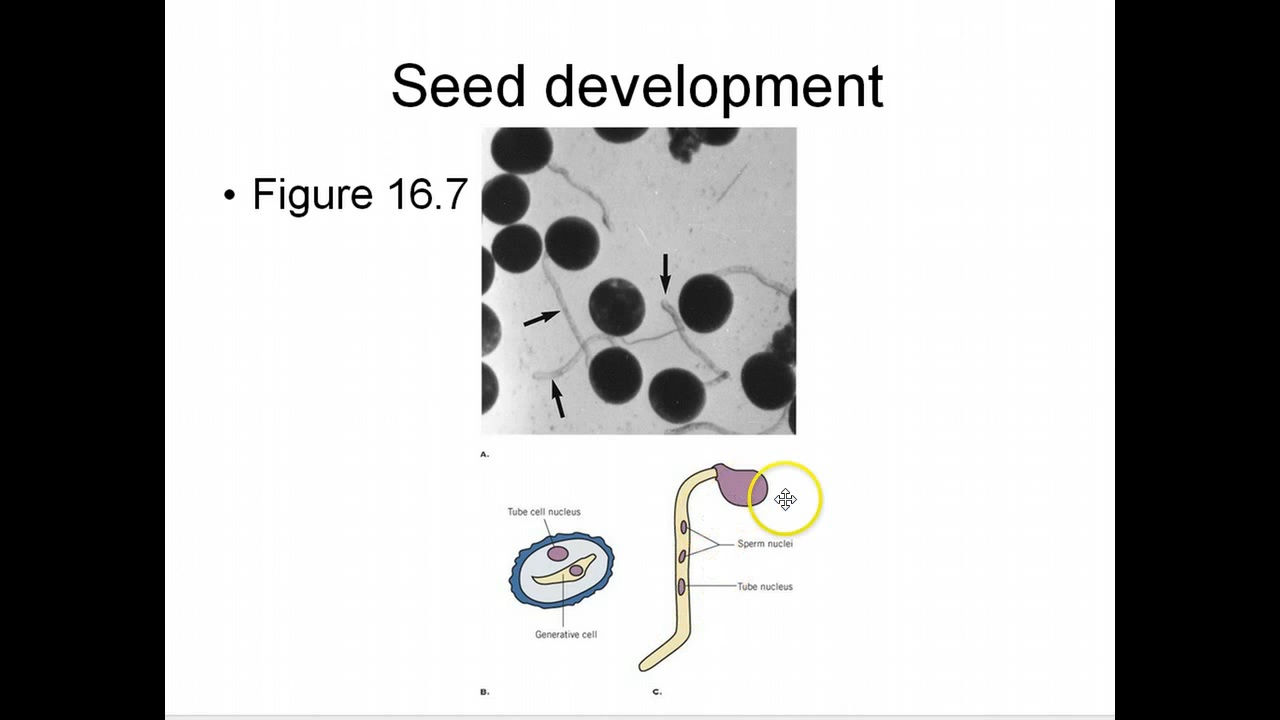 Seed development
• Figure 16.7
A.
Tube cell nucleus
Generative cell
B.
Sperm nuclei
Tube nucleus
C.